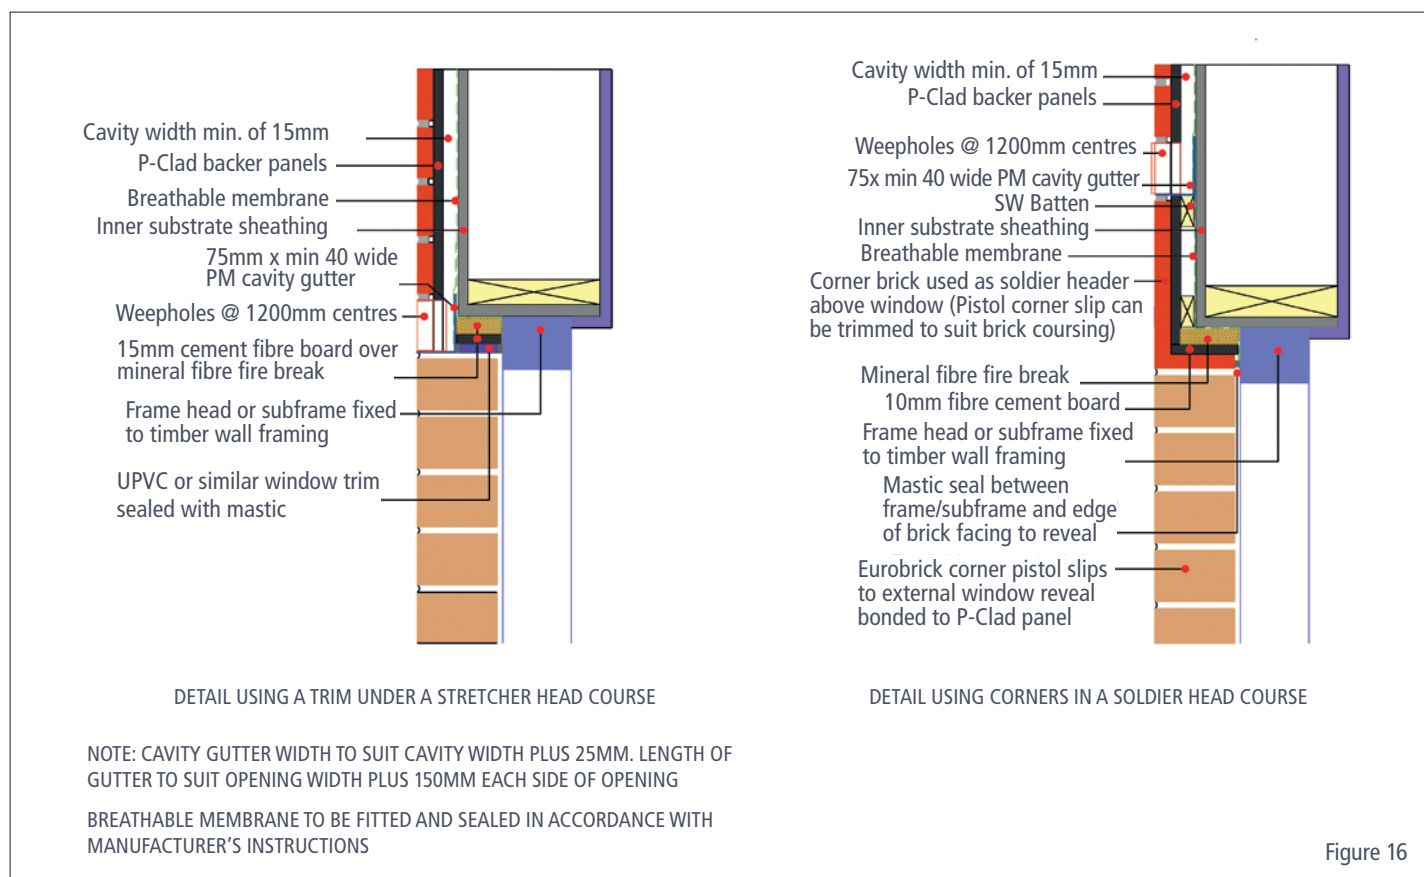 Cavity width min. of 15mm
P-Clad backer panels
Breathable membrane
Inner substrate sheathing
75mm x min 40 wide
PM cavity gutter
Weepholes @ 1200mm centres
15mm cement fibre board over
mineral fibre fire break
Frame head or subframe fixed
to timber wall framing
UPVC or similar window trim
sealed with mastic
DETAIL USING A TRIM UNDER A STRETCHER HEAD COURSE
Cavity width min. of 15mm
P-Clad backer panels
Weepholes @ 1200mm centres
75x min 40 wide PM cavity gutter
SW Batten
Inner substrate sheathing
Breathable membrane
Corner brick used as soldier header
above window (Pistol corner slip can
be trimmed to suit brick coursing)
Mineral fibre fire break
10mm fibre cement board
Frame head or subframe fixed
to timber wall framing
Mastic seal between
frame/subframe and edge
of brick facing to reveal
Eurobrick corner pistol slips
to external window reveal
bonded to P-Clad panel
DETAIL USING CORNERS IN A SOLDIER HEAD COURSE
NOTE: CAVITY GUTTER WIDTH TO SUIT CAVITY WIDTH PLUS 25MM. LENGTH OF
GUTTER TO SUIT OPENING WIDTH PLUS 150MM EACH SIDE OF OPENING
BREATHABLE MEMBRANE TO BE FITTED AND SEALED IN ACCORDANCE WITH
MANUFACTURER'S INSTRUCTIONS
Figure 16